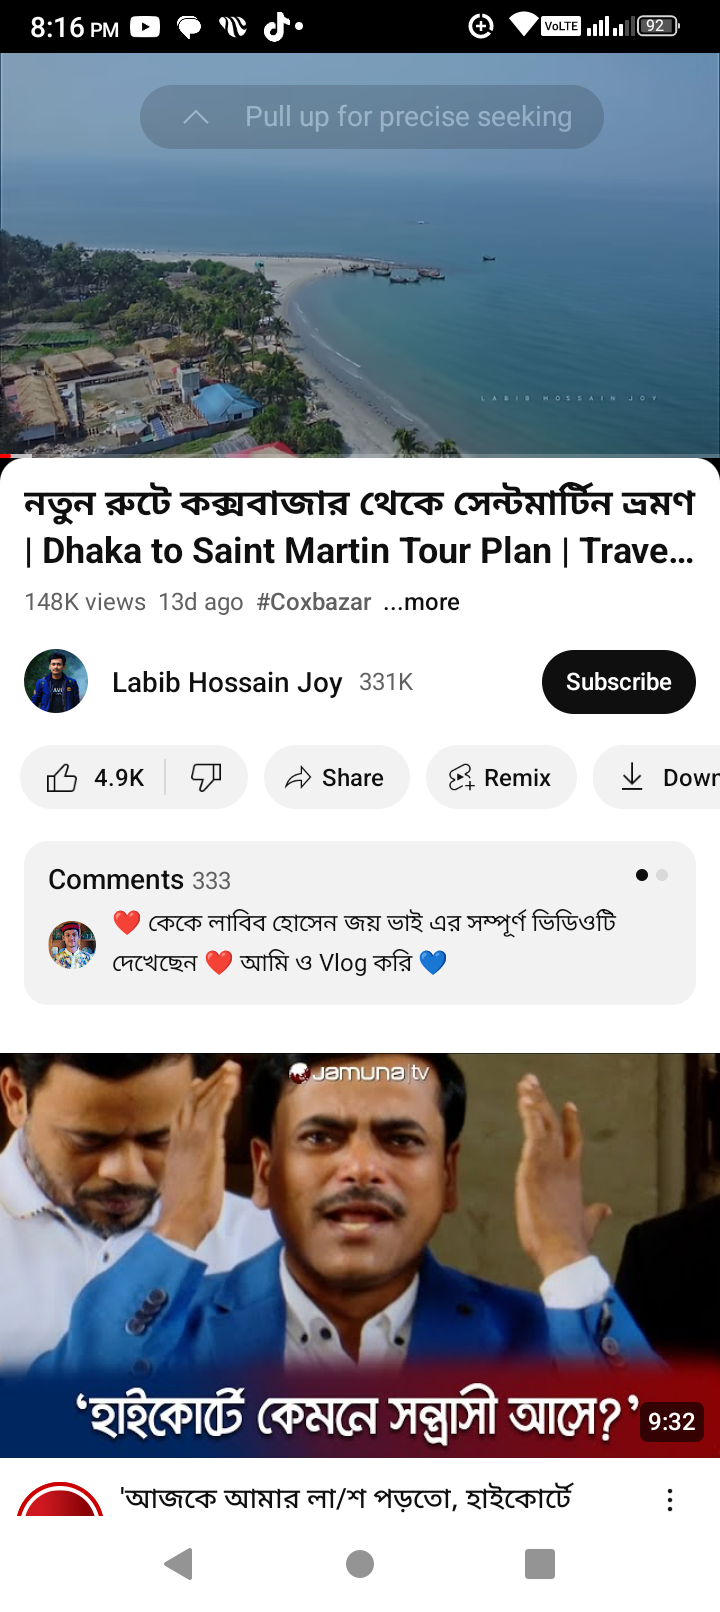 8:16 PM
VoLTE
92
Pull up for precise seeking
LABIB HOSSAIN JOY
নতুন রুটে কক্সবাজার থেকে সেন্টমার্টিন ভ্রমণ
| Dhaka to Saint Martin Tour Plan | Trave...
148K views 13d ago #Coxbazar ...more
Labib Hossain Joy 331K
Subscribe
4.9K
Share
Remix
Down
Comments 333
❤️ কেকে লাবিব হোসেন জয় ভাই এর সম্পূর্ণ ভিডিওটি
দেখেছেন ❤️ আমি ও Vlog করি 💙
Jamuna tv
‘হাইকোর্টে কেমনে সন্ত্রাসী আসে?’
9:32
'আজকে আমার লা/শ পড়তো, হাইকোর্টে